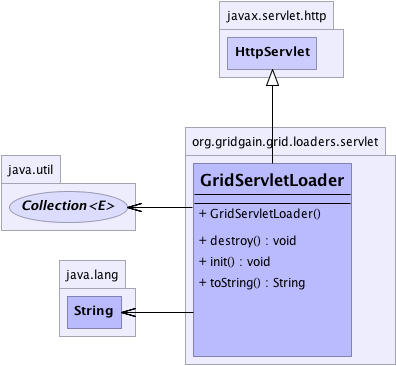 javax.servlet.http
HttpServlet
org.gridgain.grid.loaders.servlet
GridServletLoader
+ GridServletLoader()
+ destroy() : void
+ init() : void
+ toString() : String
java.util
Collection<E>
java.lang
String